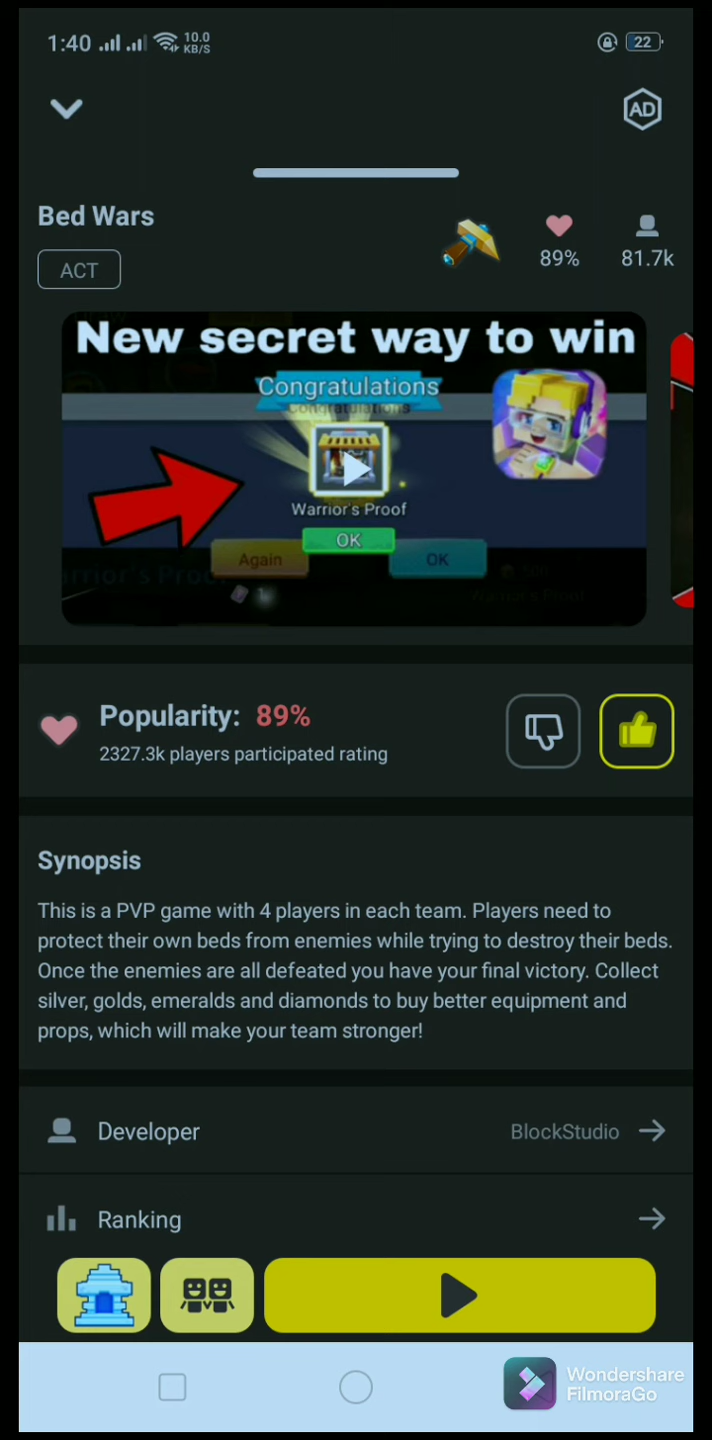 1:40
10.0
KB/S
22
AD
Bed Wars
ACT
89%
81.7k
New secret way to win
Congratulations
Congratulations
Warrior's Proof
OK
Again
OK
1
Popularity: 89%
2327.3k players participated rating
Synopsis
This is a PVP game with 4 players in each team. Players need to
protect their own beds from enemies while trying to destroy their beds.
Once the enemies are all defeated you have your final victory. Collect
silver, golds, emeralds and diamonds to buy better equipment and
props, which will make your team stronger!
Developer
BlockStudio
Ranking
Wondershare
FilmoraGo